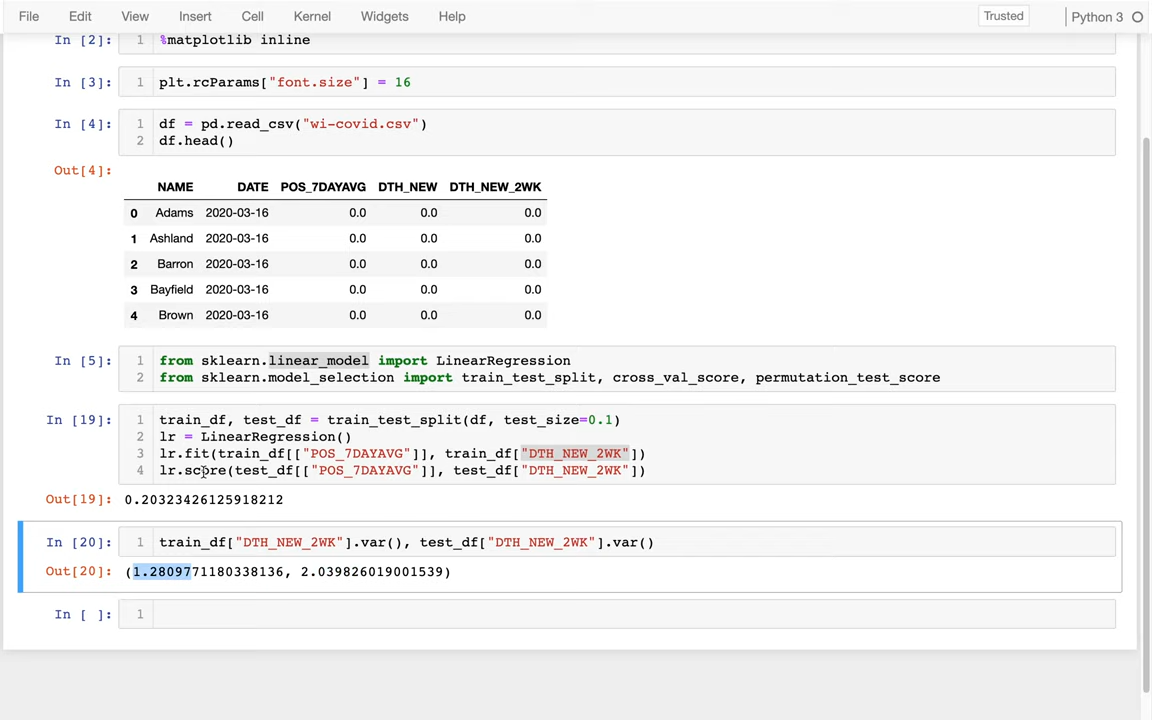 File Edit View Insert Cell Kernel Widgets Help Trusted Python 3
In [2]: 1 %matplotlib inline
In [3]: 1 plt.rcParams["font.size"] = 16
In [4]: 1 df = pd.read_csv("wi-covid.csv")
2 df.head()
Out[4]:
NAME DATE POS_7DAYAVG DTH_NEW DTH_NEW_2WK
0 Adams 2020-03-16 0.0 0.0 0.0
1 Ashland 2020-03-16 0.0 0.0 0.0
2 Barron 2020-03-16 0.0 0.0 0.0
3 Bayfield 2020-03-16 0.0 0.0 0.0
4 Brown 2020-03-16 0.0 0.0 0.0
In [5]: 1 from sklearn.linear_model import LinearRegression
2 from sklearn.model_selection import train_test_split, cross_val_score, permutation_test_score
In [19]: 1 train_df, test_df = train_test_split(df, test_size=0.1)
2 lr = LinearRegression()
3 lr.fit(train_df[["POS_7DAYAVG"]], train_df["DTH_NEW_2WK"])
4 lr.score(test_df[["POS_7DAYAVG"]], test_df["DTH_NEW_2WK"])
Out[19]: 0.20323426125918212
In [20]: 1 train_df["DTH_NEW_2WK"].var(), test_df["DTH_NEW_2WK"].var()
Out[20]: (1.2809771180338136, 2.039826019001539)
In [ ]: 1